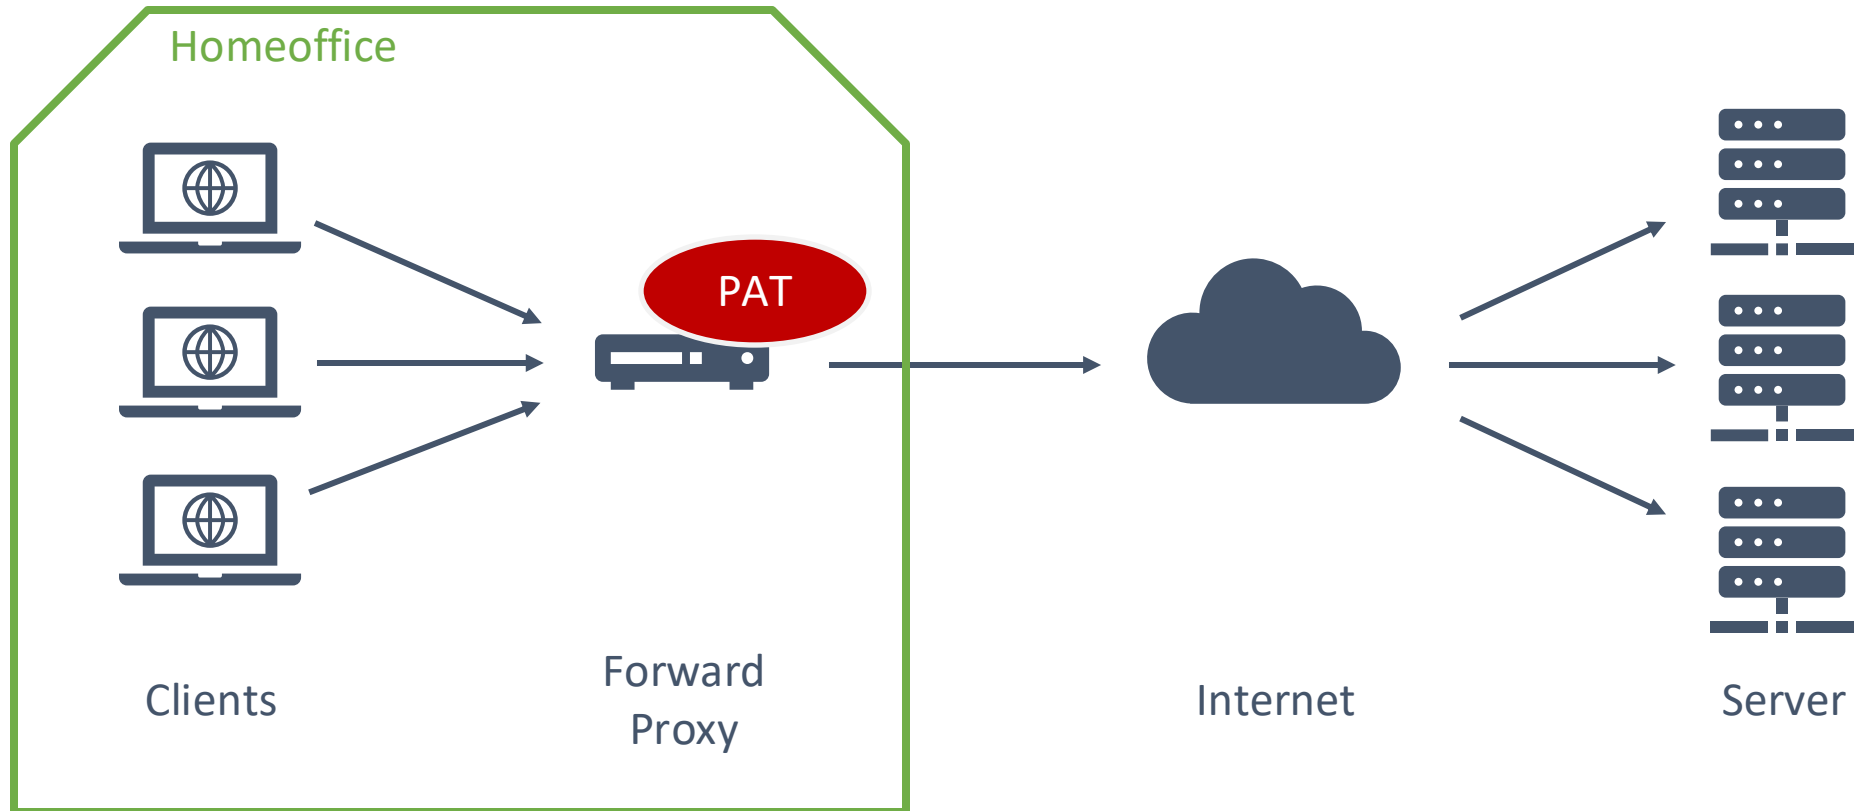 Homeoffice
PAT
Clients
Forward
Proxy
Internet
Server